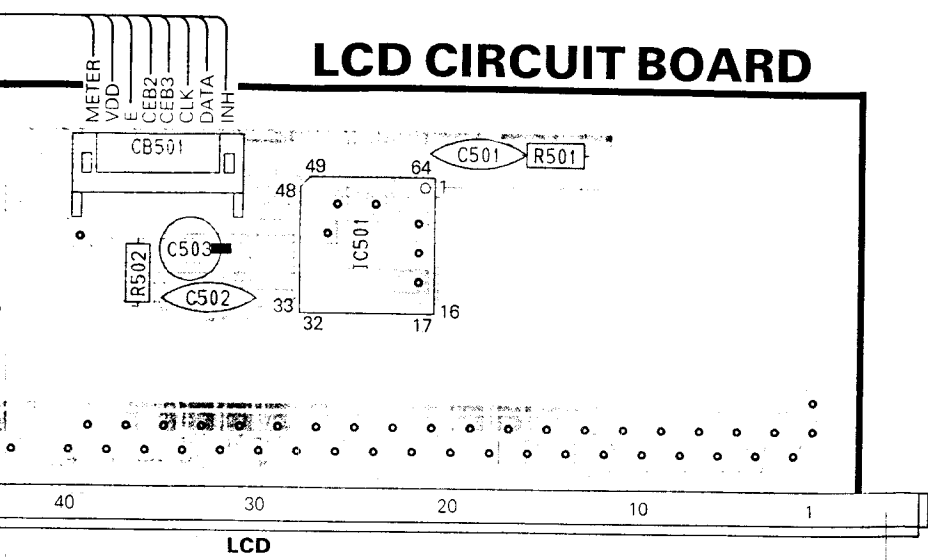 LCD CIRCUIT BOARD
METER
VDD
E
CEB2
CEB3
CLK
DATA
INH
CB501
C501 R501
49 64
48 1
IC501
C503
R502
C502
33 16
32 17
40 30 20 10 1
LCD